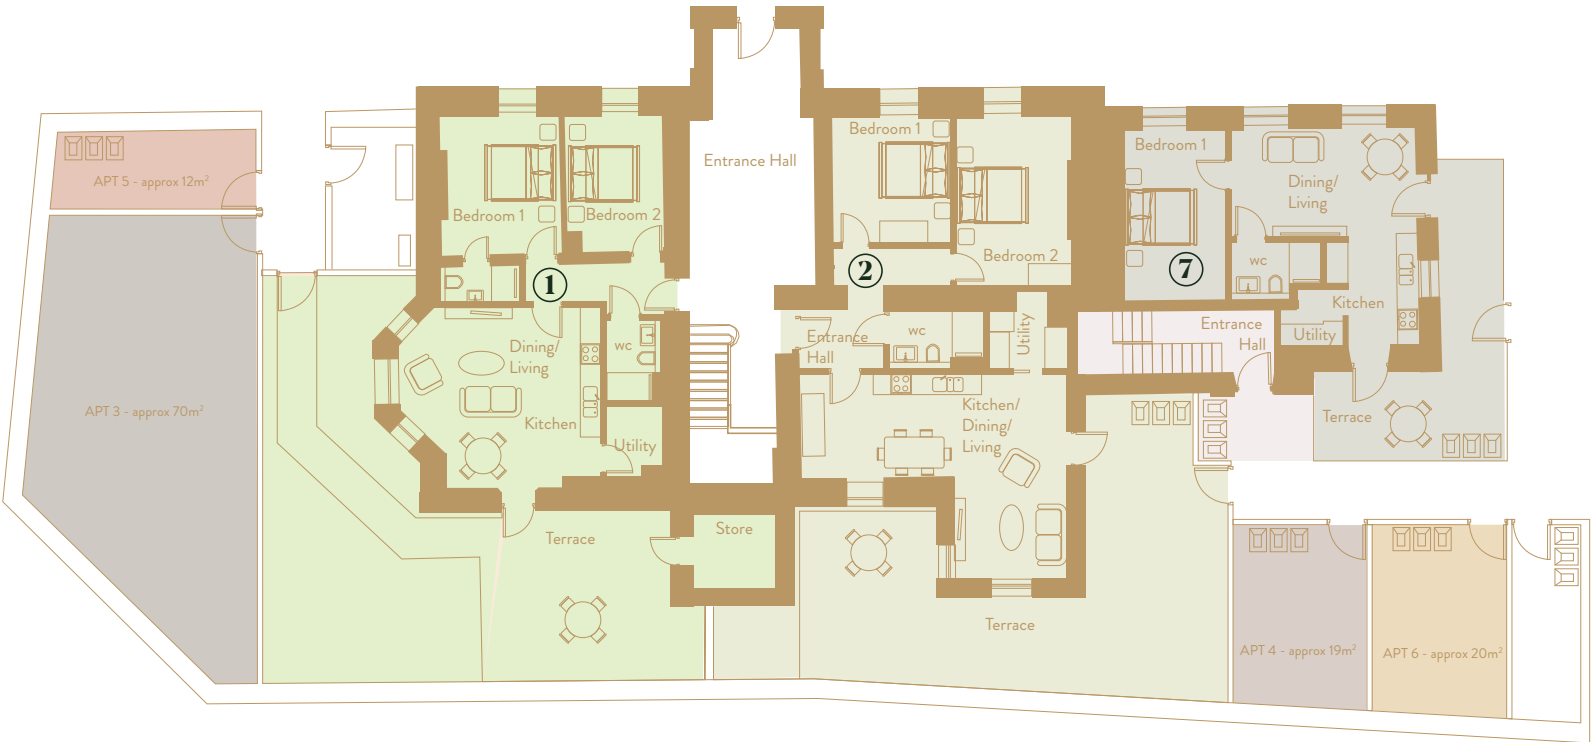 APT 5 - approx 12m²
APT 3 - approx 70m²
Bedroom 1
Bedroom 2
1
Dining/
Living
wc
Kitchen
Utility
Terrace
Store
Entrance Hall
Bedroom 1
Bedroom 2
2
Entrance
Hall
wc
Utility
Kitchen/
Dining/
Living
Terrace
Bedroom 1
7
Dining/
Living
wc
Kitchen
Utility
Entrance
Hall
Terrace
APT 4 - approx 19m²
APT 6 - approx 20m²